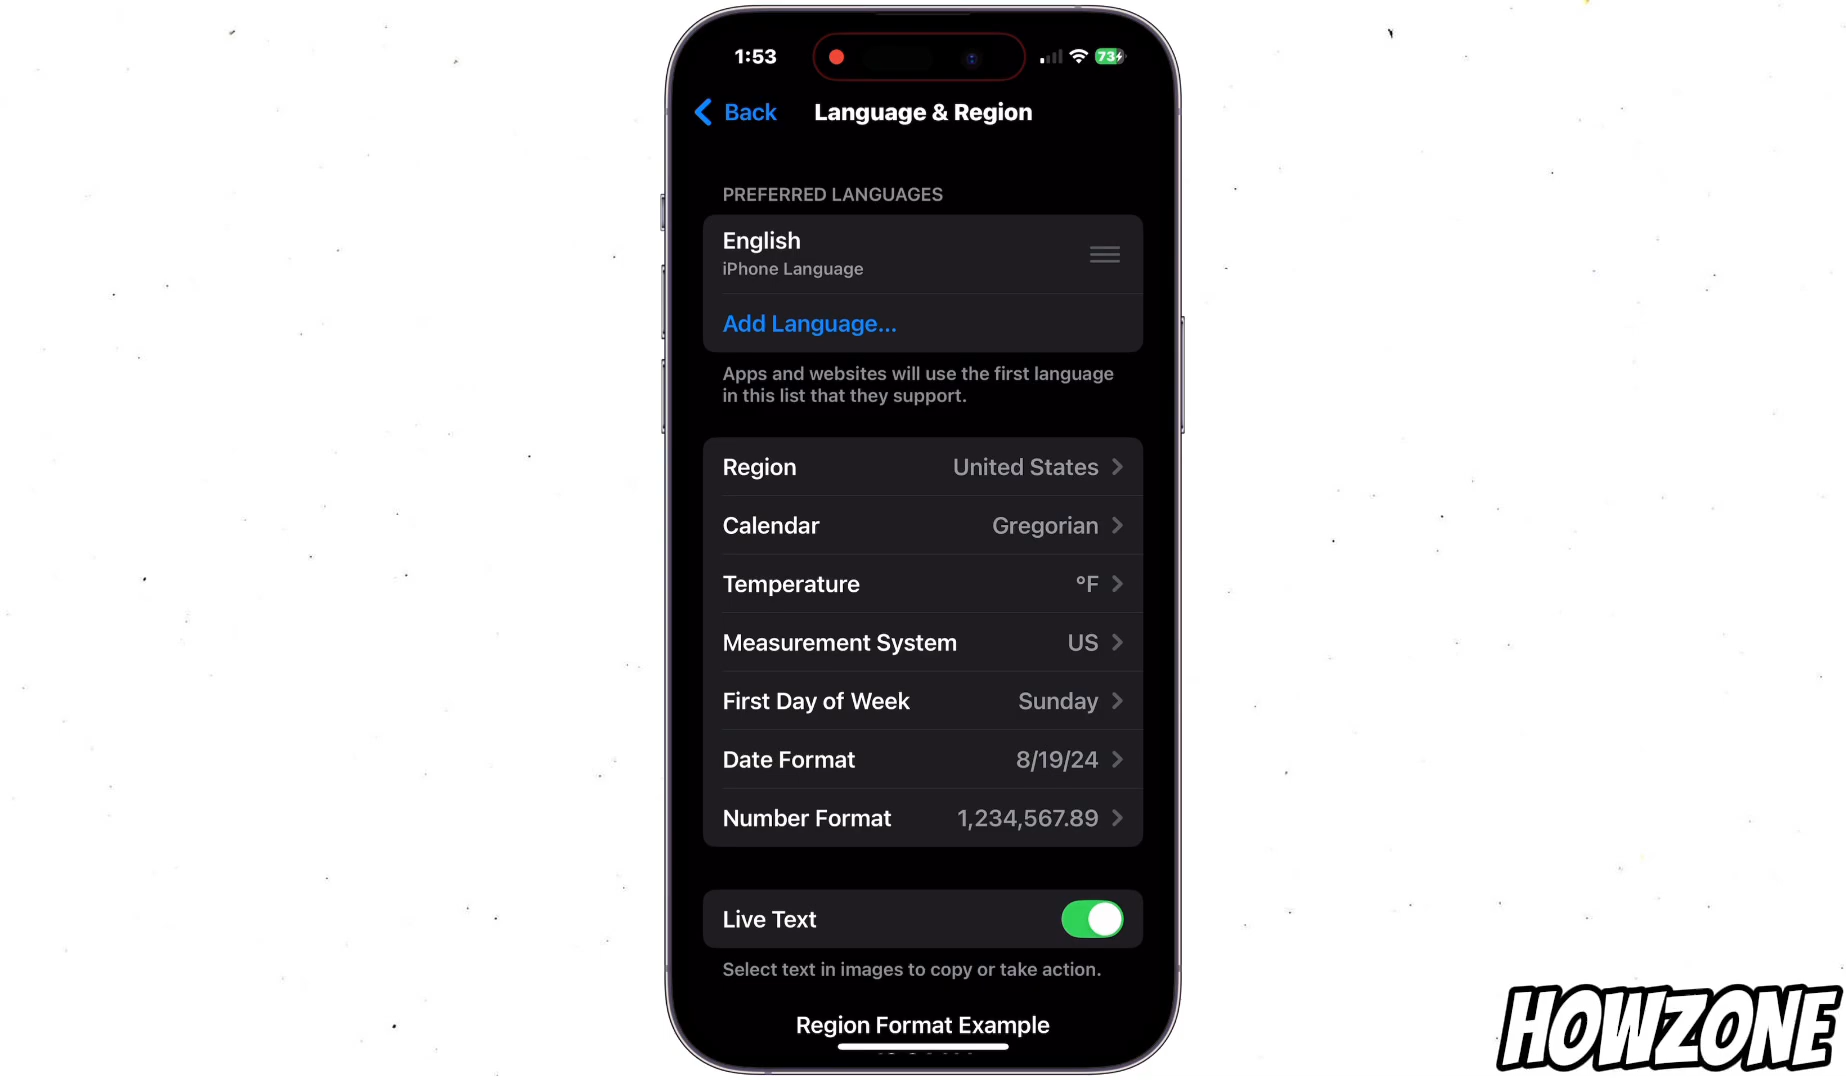 1:53
73
Back
Language & Region
PREFERRED LANGUAGES
English
iPhone Language
Add Language...
Apps and websites will use the first language
in this list that they support.
Region United States
Calendar Gregorian
Temperature °F
Measurement System US
First Day of Week Sunday
Date Format 8/19/24
Number Format 1,234,567.89
Live Text
Select text in images to copy or take action.
Region Format Example
HOWZONE